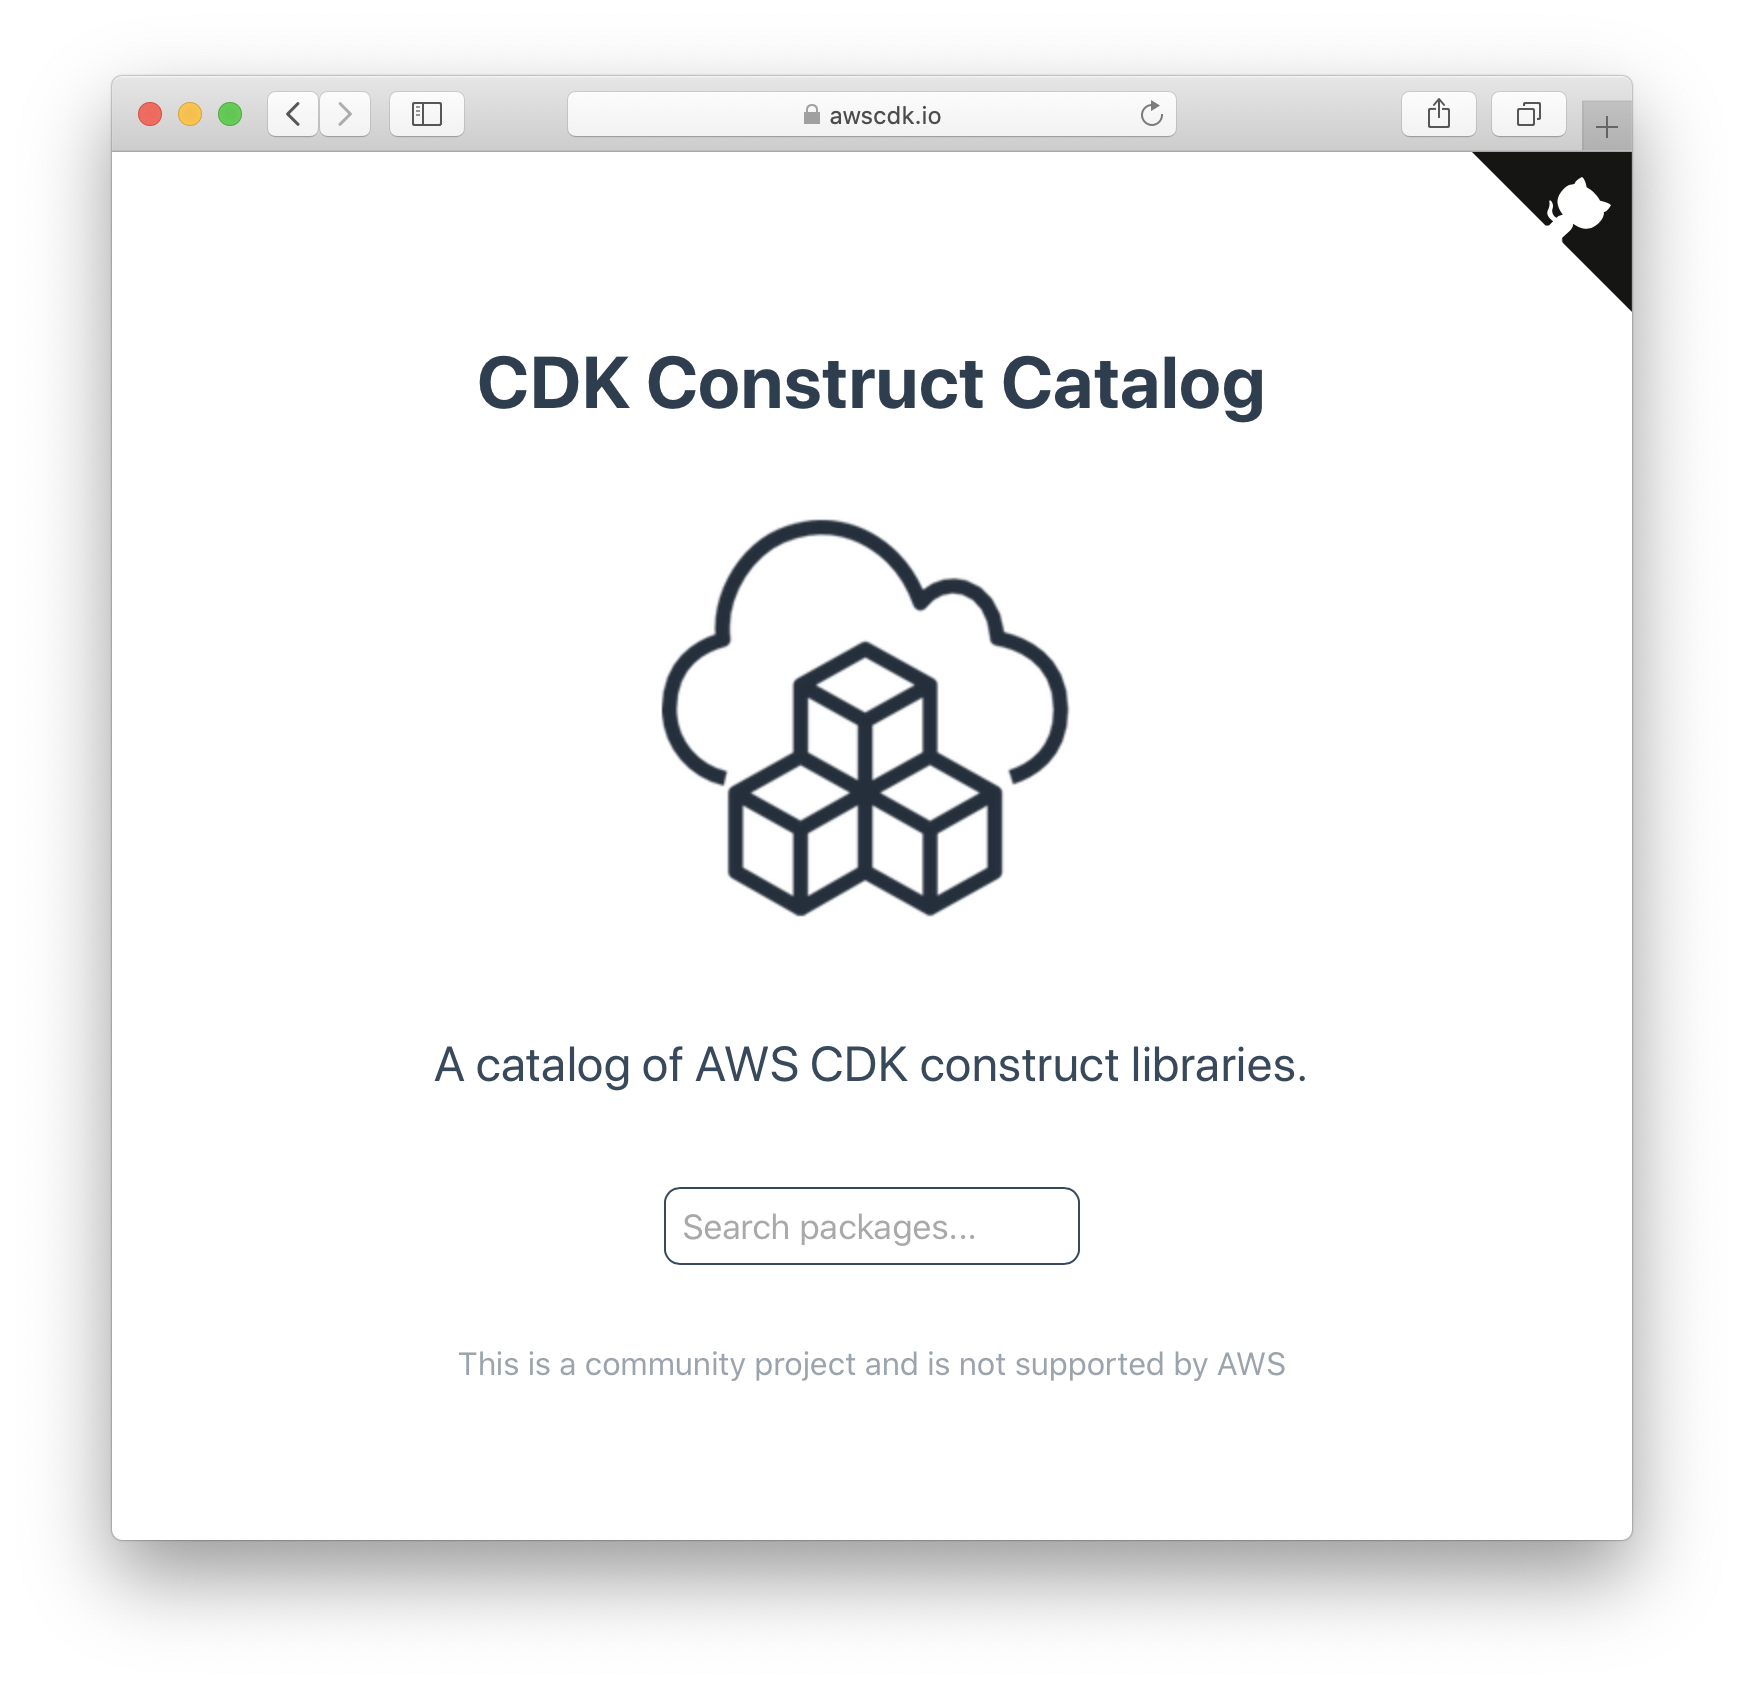 awscdk.io
CDK Construct Catalog
A catalog of AWS CDK construct libraries.
Search packages...
This is a community project and is not supported by AWS